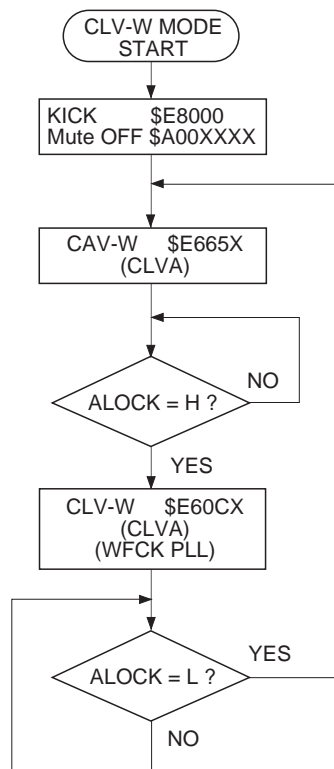 CLV-W MODE
START
KICK $E8000
Mute OFF $A00XXXX
CAV-W $E665X
(CLVA)
ALOCK = H ?
NO
YES
CLV-W $E60CX
(CLVA)
(WFCK PLL)
ALOCK = L ?
YES
NO